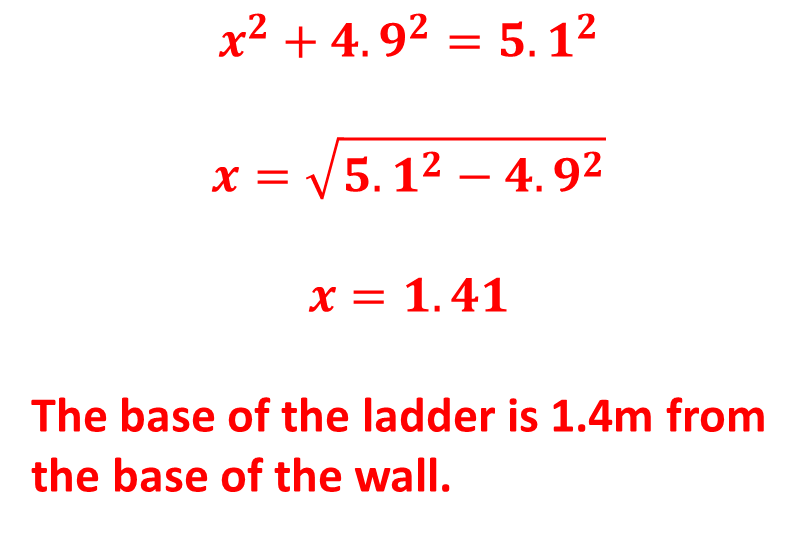 x² + 4.9² = 5.1²
x = √5.1² − 4.9²
x = 1.41
The base of the ladder is 1.4m from
the base of the wall.